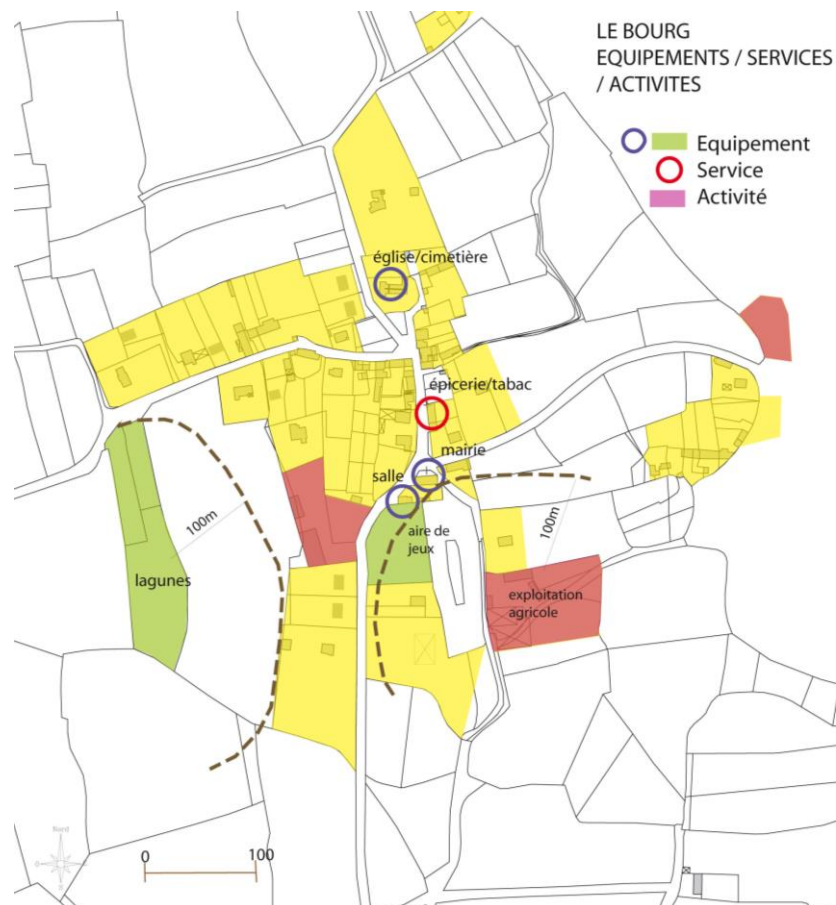 LE BOURG
EQUIPEMENTS / SERVICES
/ ACTIVITES
Equipement
Service
Activité
église/cimetière
épicerie/tabac
mairie
salle
aire de
jeux
100m
100m
lagunes
exploitation
agricole
Nord
0 100